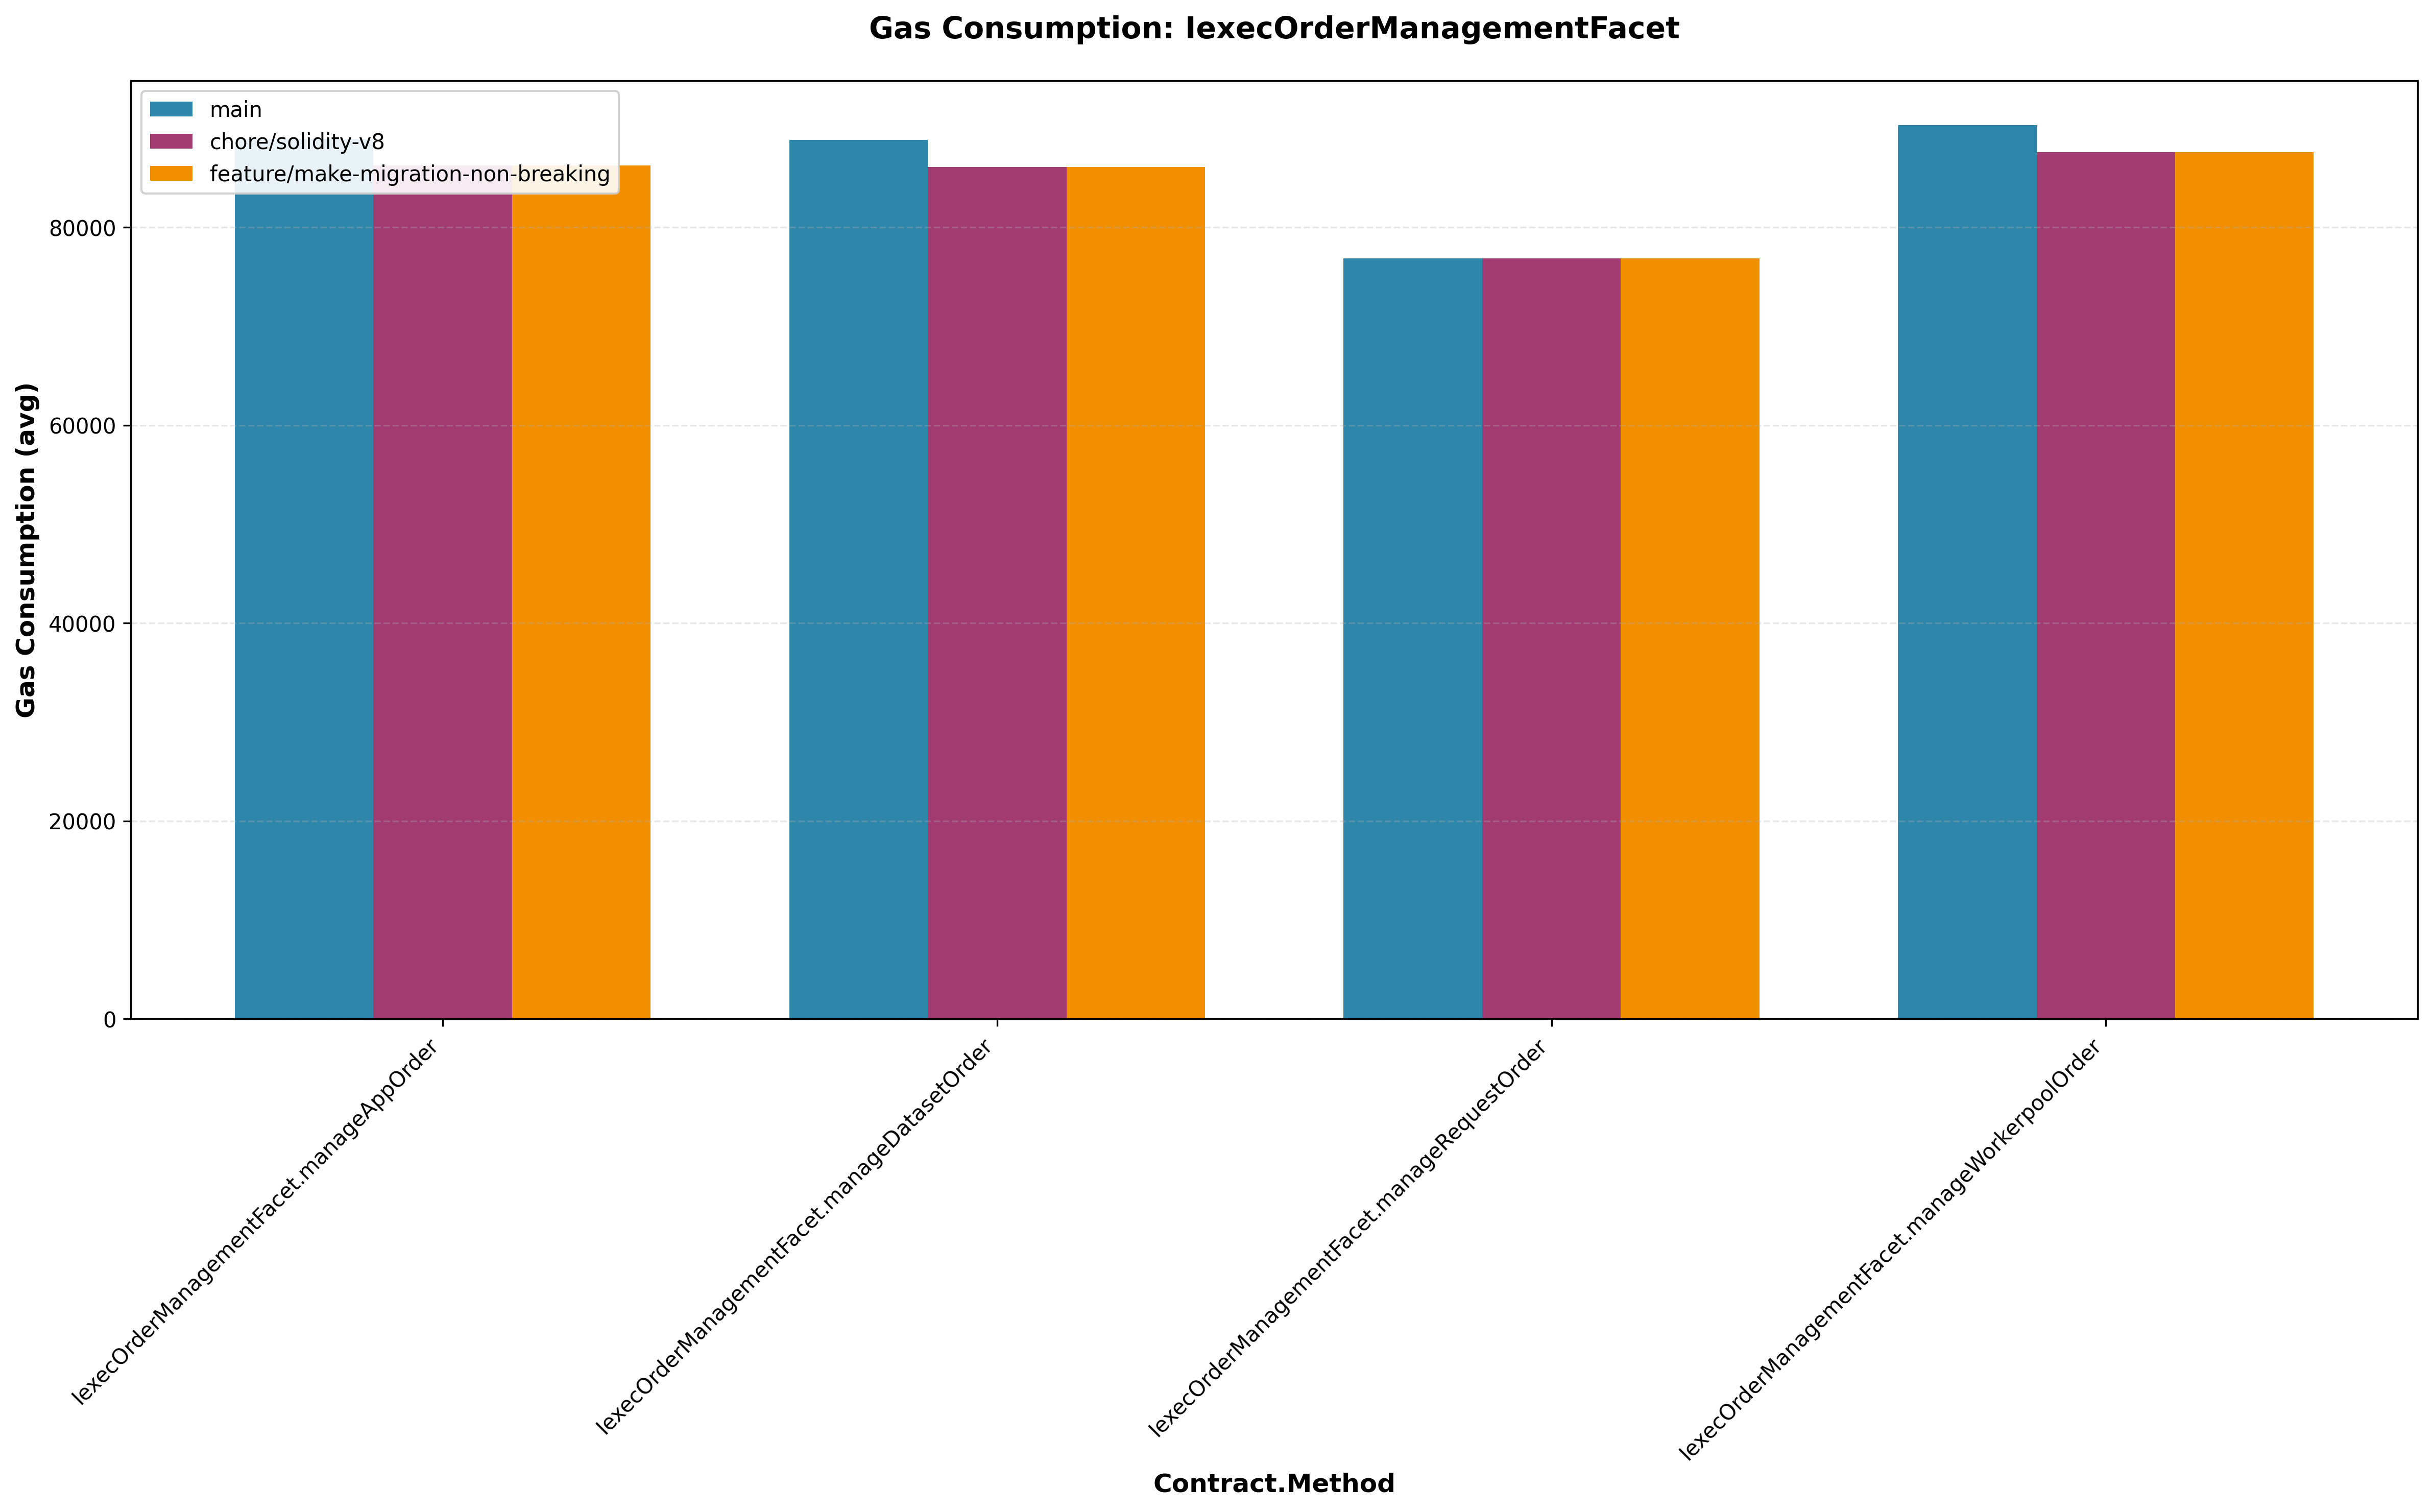 Gas Consumption: IexecOrderManagementFacet
main
chore/solidity-v8
feature/make-migration-non-breaking
Gas Consumption (avg)
80000
60000
40000
20000
0
IexecOrderManagementFacet.manageAppOrder
IexecOrderManagementFacet.manageDatasetOrder
IexecOrderManagementFacet.manageRequestOrder
IexecOrderManagementFacet.manageWorkerpoolOrder
Contract.Method